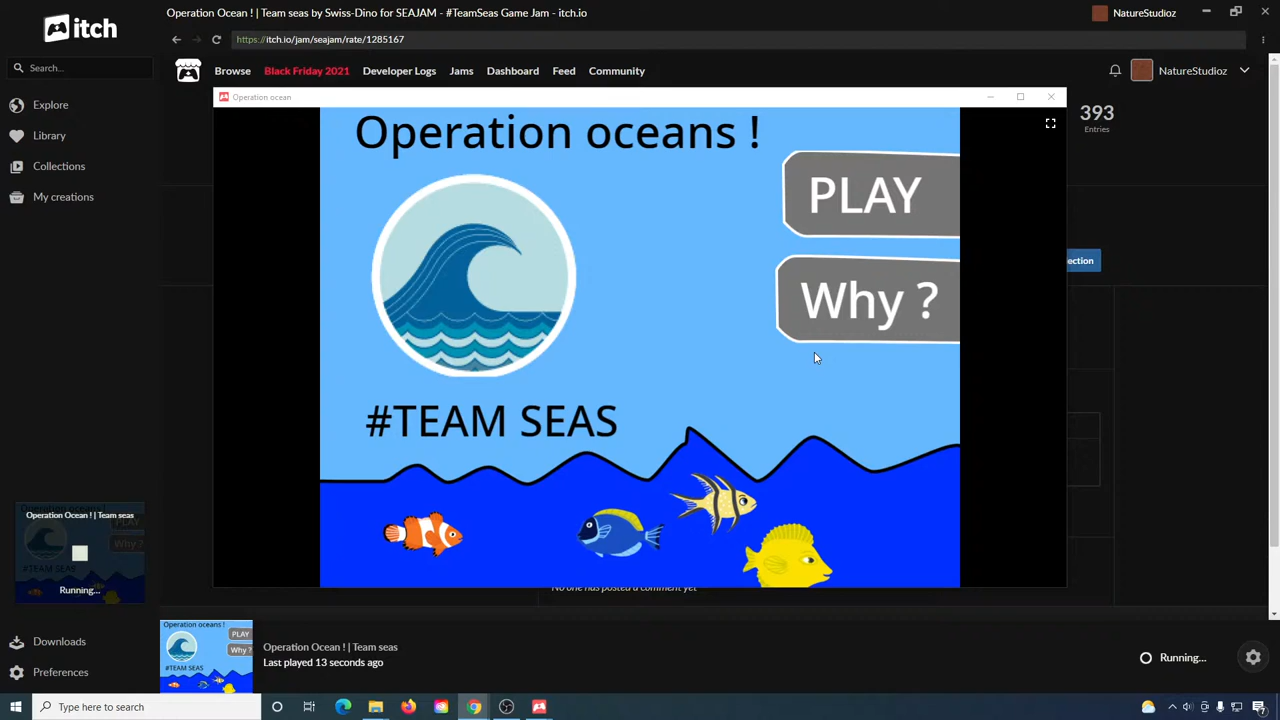 itch
Operation Ocean ! | Team seas by Swiss-Dino for SEAJAM - #TeamSeas Game Jam - itch.io
NatureStudioz
https://itch.io/jam/seajam/rate/1285167
Search...
Browse
Black Friday 2021
Developer Logs
Jams
Dashboard
Feed
Community
NatureStudioz
Explore
Library
Collections
My creations
Operation ocean
393
Entries
Operation oceans !
PLAY
Why ?
llection
#TEAM SEAS
Operation Ocean ! | Team seas
Running...
No one has posted a comment yet
Downloads
Preferences
Operation oceans !
PLAY
Why ?
#TEAM SEAS
Operation Ocean ! | Team seas
Last played 13 seconds ago
Running...
Type here to search